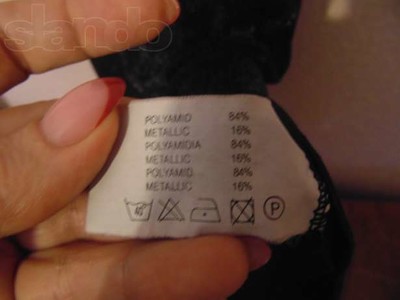 slando
POLYAMID 84%
METALLIC 16%
POLYAMIDIA 84%
METALLIC 16%
POLYAMID 84%
METALLIC 16%
40 P